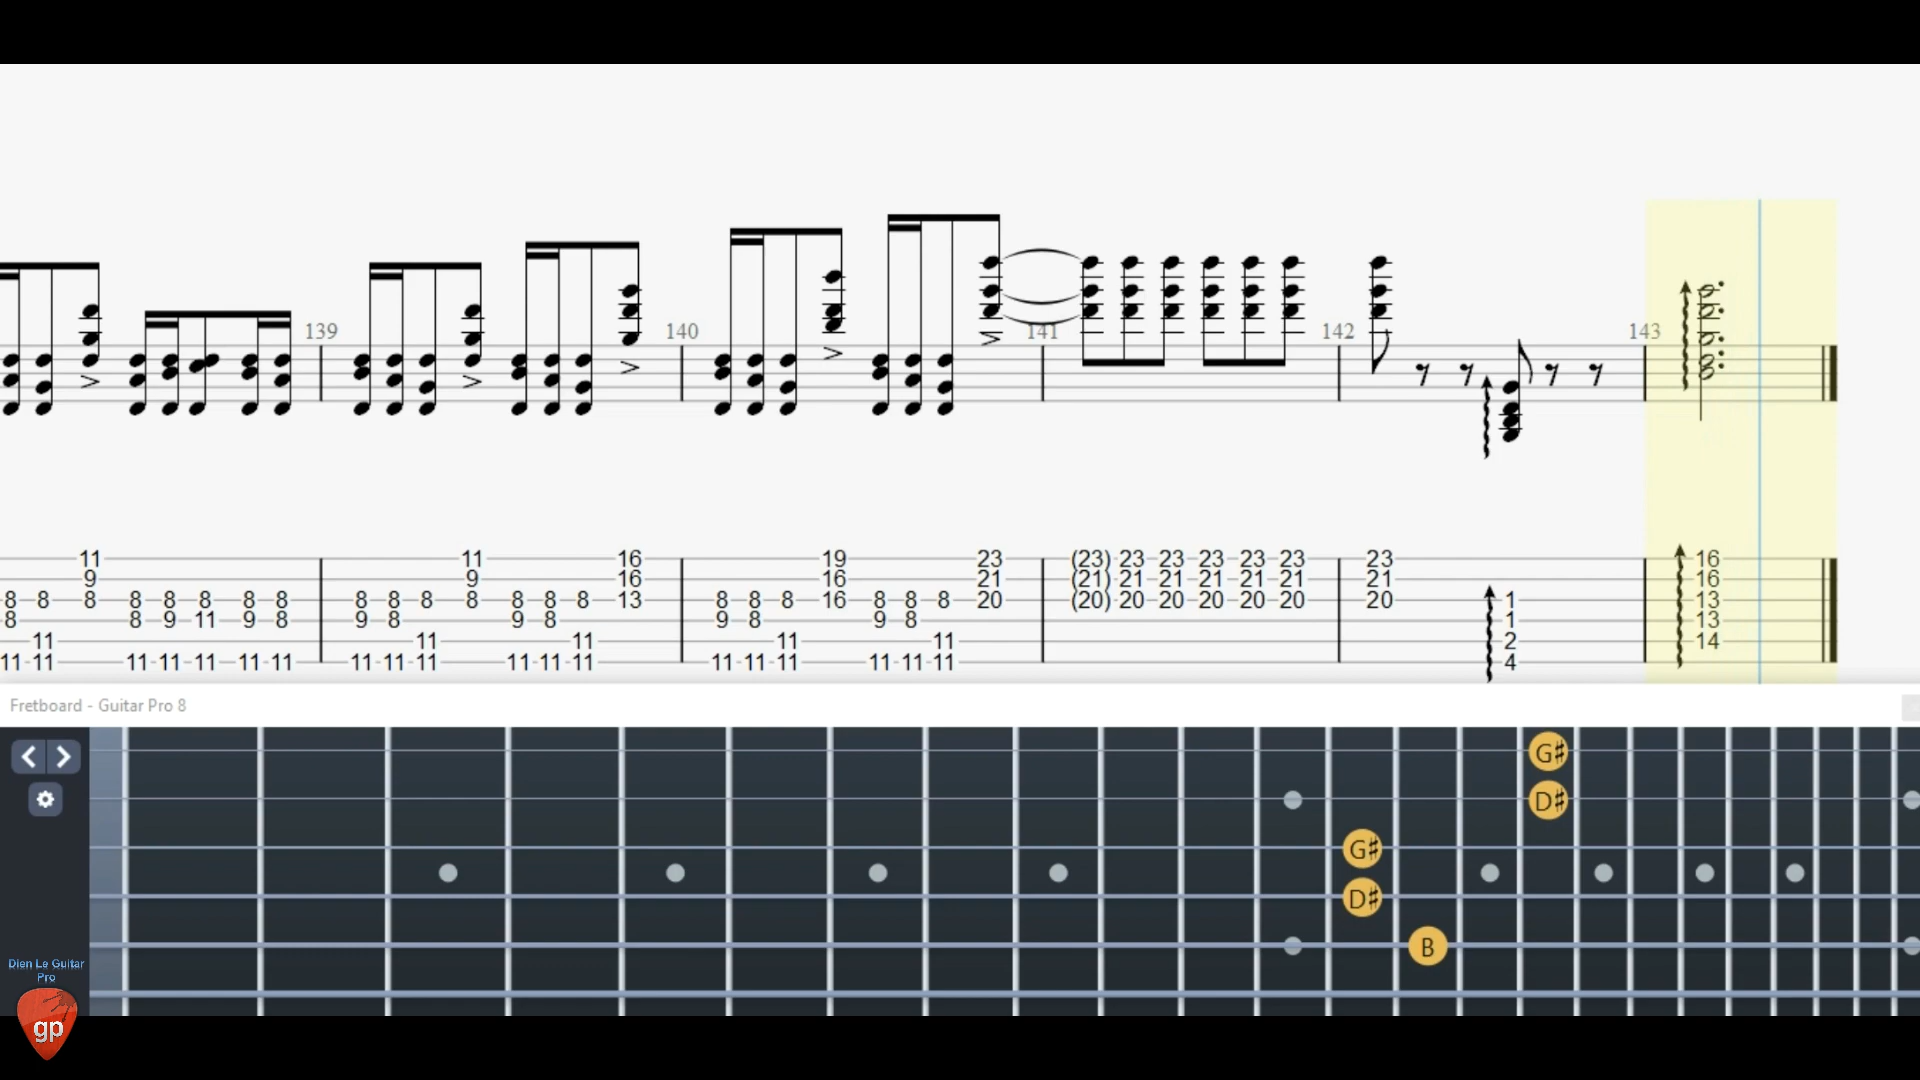 139 140 141 142 143
11 11 16 19 23 (23) 23 23 23 23 23 23 16
9 9 16 16 21 (21) 21 21 21 21 21 21 16
8 8 8 8 8 8 8 8 8 8 8 8 8 8 8 13 8 8 8 16 8 8 8 20 (20) 20 20 20 20 20 20 1 13
8 8 9 11 9 8 9 8 9 8 9 8 9 8 1 13
11 11 11 11 11 2 14
11 11 11 11 11 11 11 11 11 11 11 11 11 11 11 11 11 11 11 4
Fretboard - Guitar Pro 8
G♯
D♯
G♯
D♯
B
Dien Le Guitar
Pro
gp